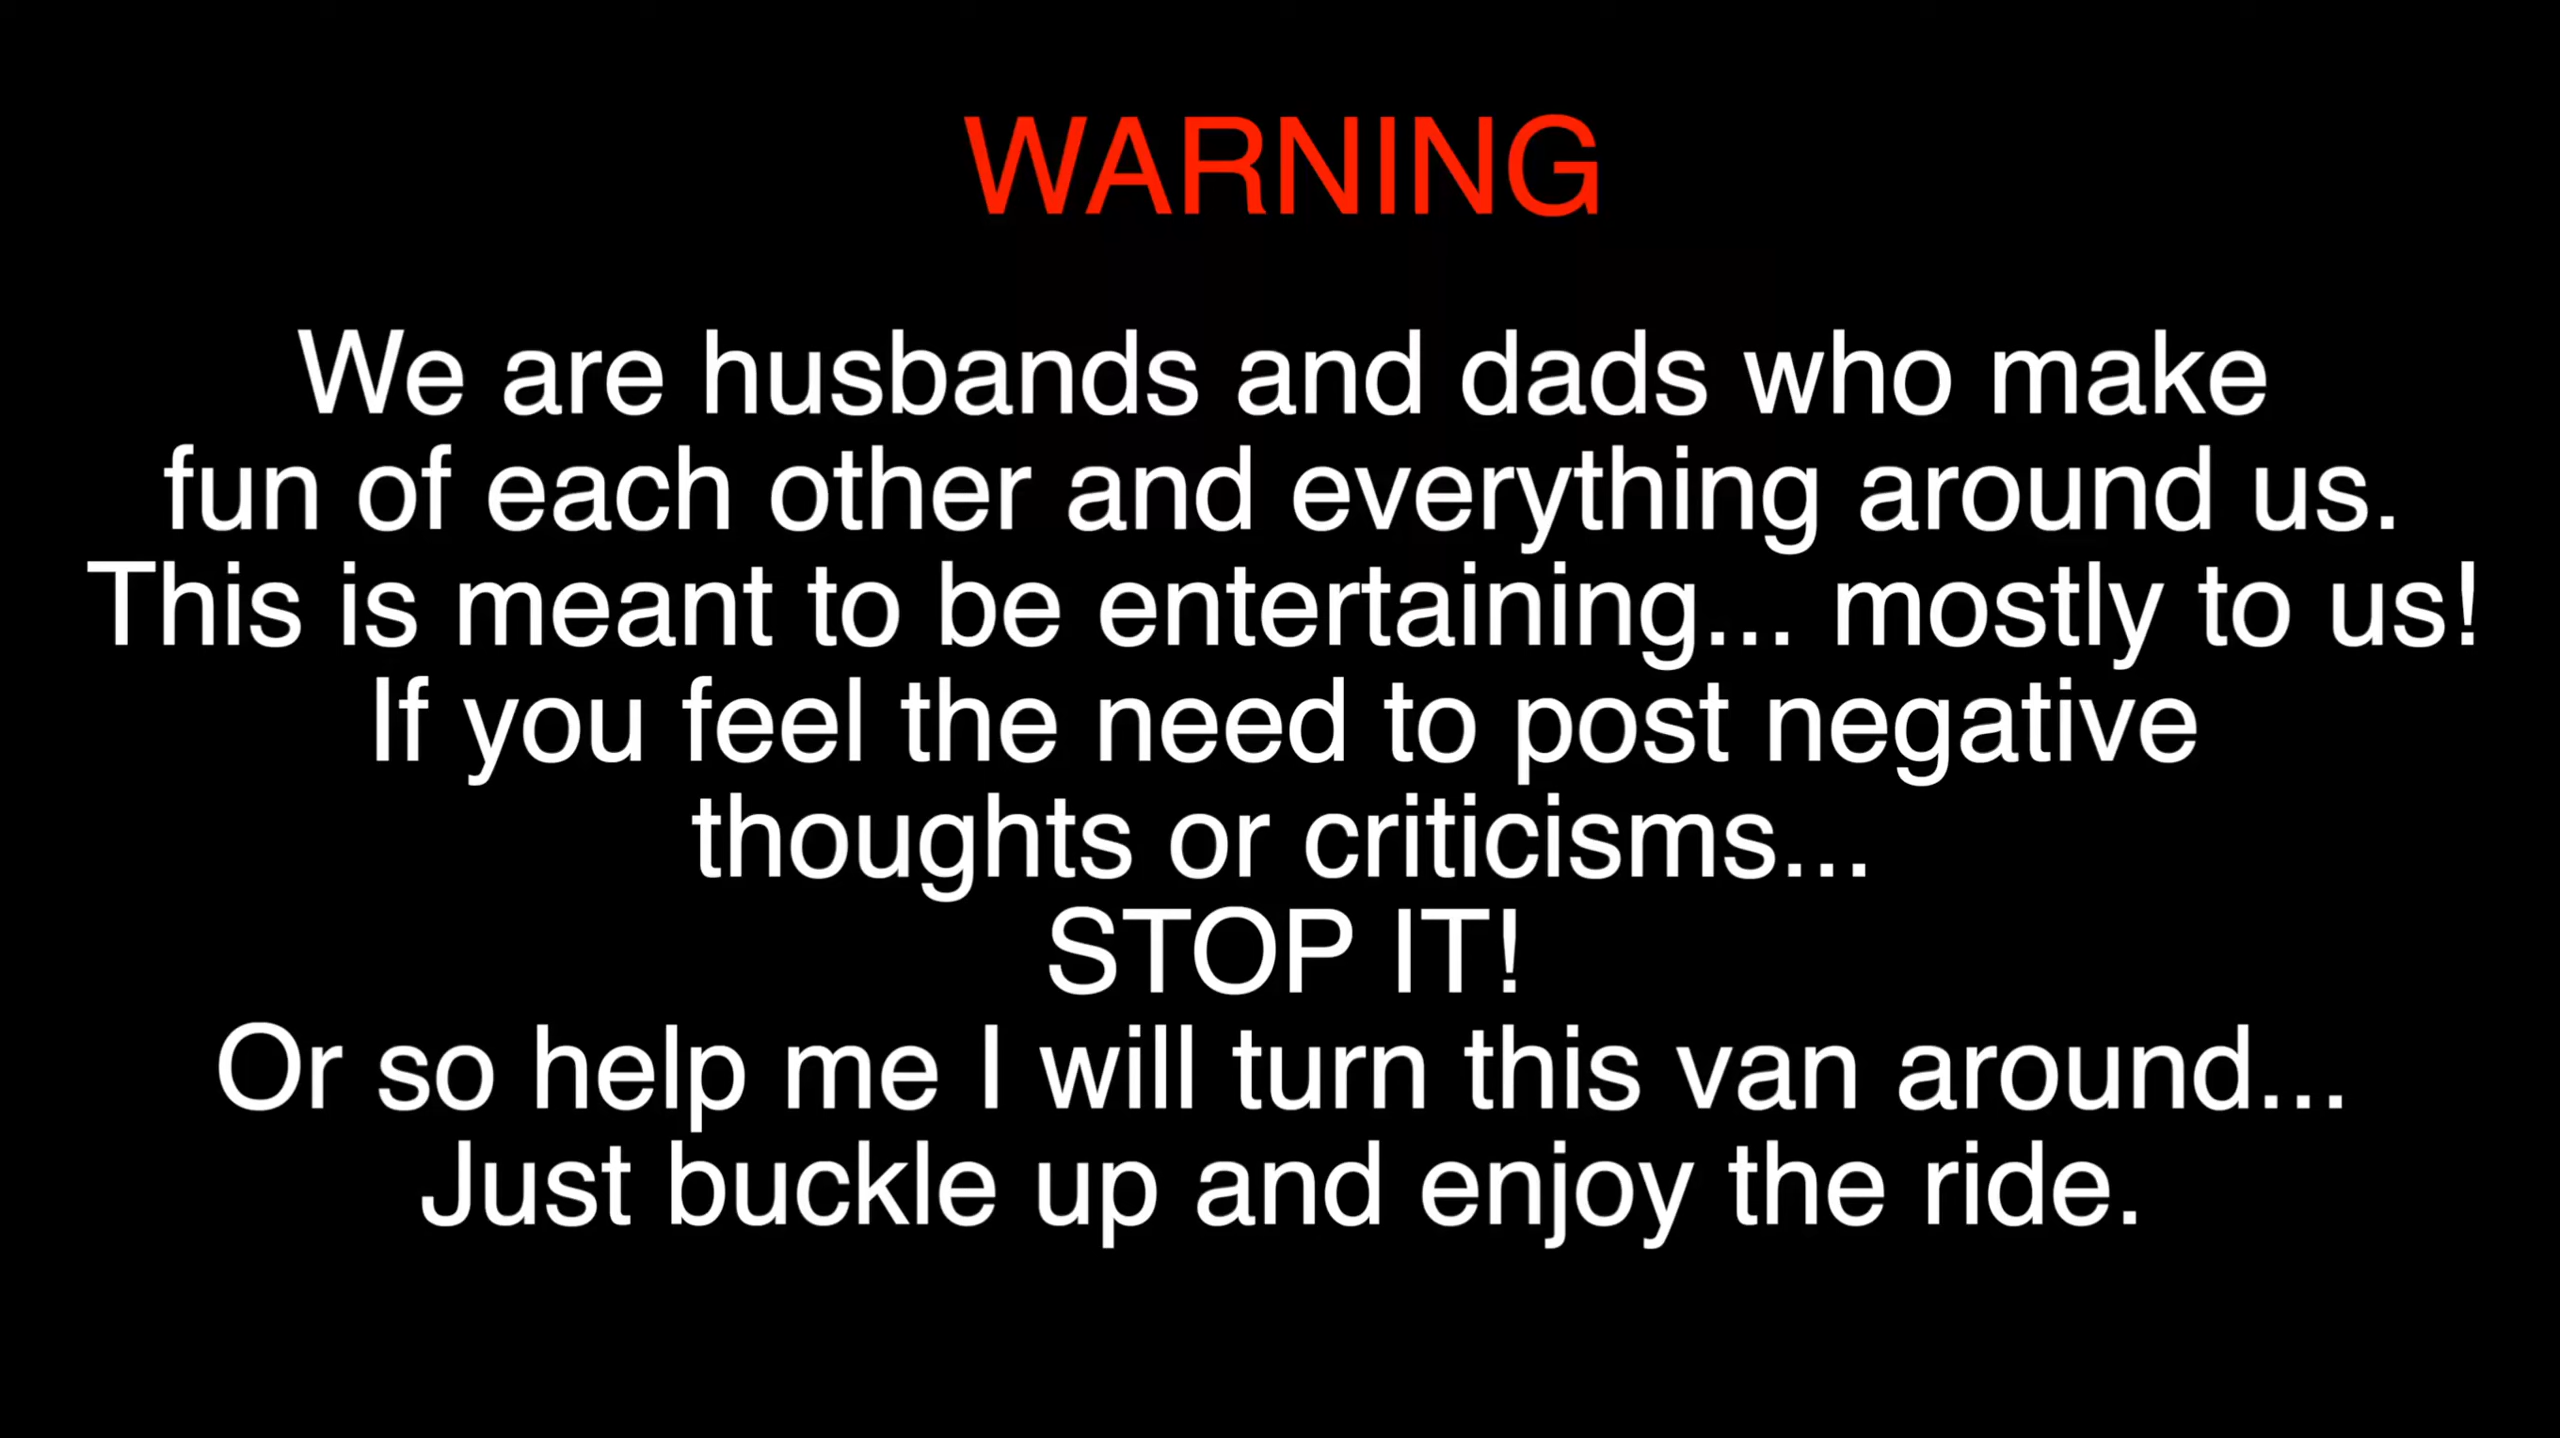 WARNING
We are husbands and dads who make
fun of each other and everything around us.
This is meant to be entertaining... mostly to us!
If you feel the need to post negative
thoughts or criticisms...
STOP IT!
Or so help me I will turn this van around...
Just buckle up and enjoy the ride.